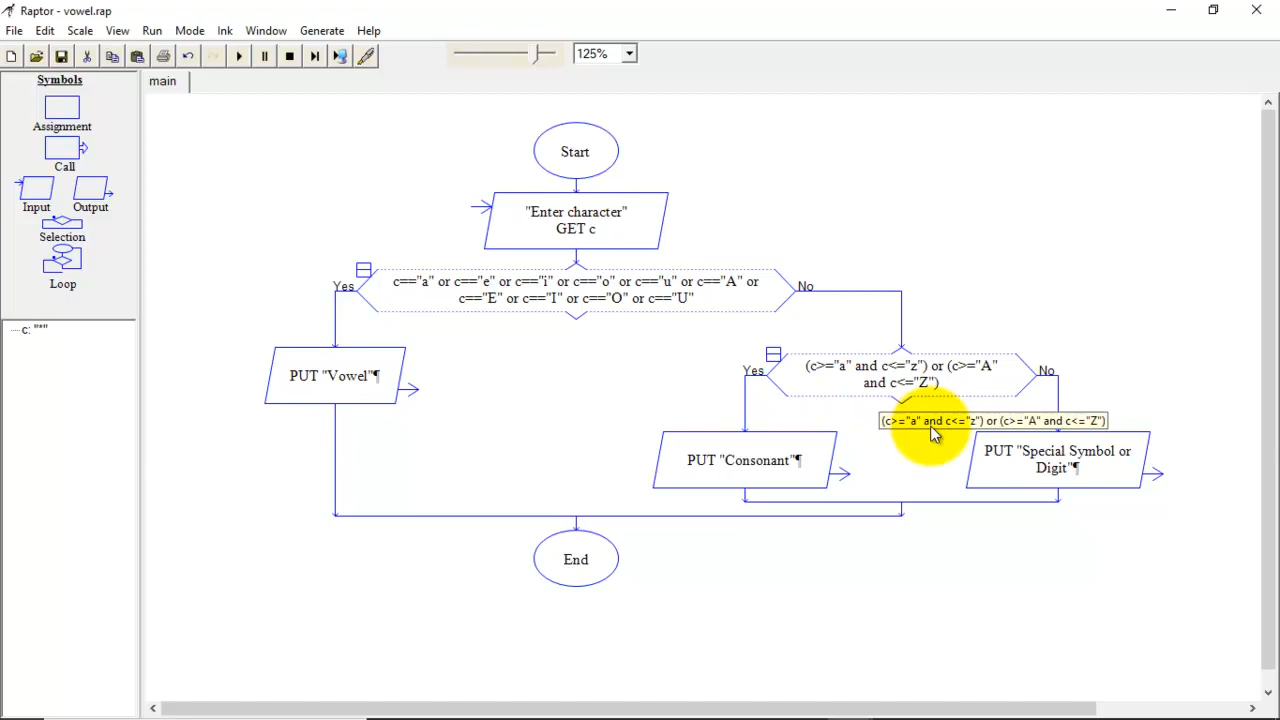 Raptor - vowel.rap
File Edit Scale View Run Mode Ink Window Generate Help
125%
Symbols
Assignment
Call
Input Output
Selection
Loop
c: "*"
main
Start
"Enter character"
GET c
Yes
c=="a" or c=="e" or c=="i" or c=="o" or c=="u" or c=="A" or
c=="E" or c=="I" or c=="O" or c=="U"
No
PUT "Vowel"¶
Yes
(c>="a" and c<="z") or (c>="A"
and c<="Z")
No
(c>="a" and c<="z") or (c>="A" and c<="Z")
PUT "Consonant"¶
PUT "Special Symbol or
Digit"¶
End